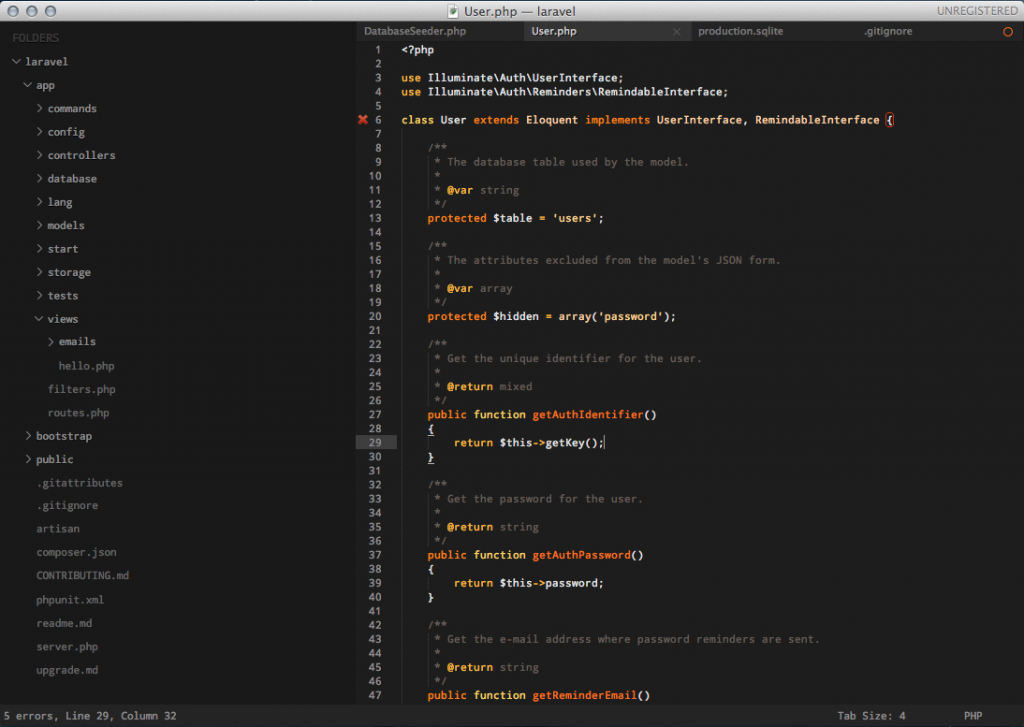 User.php — laravel
UNREGISTERED
FOLDERS
laravel
app
commands
config
controllers
database
lang
models
start
storage
tests
views
emails
hello.php
filters.php
routes.php
bootstrap
public
.gitattributes
.gitignore
artisan
composer.json
CONTRIBUTING.md
phpunit.xml
readme.md
server.php
upgrade.md
DatabaseSeeder.php User.php production.sqlite .gitignore
1 <?php
2
3 use Illuminate\Auth\UserInterface;
4 use Illuminate\Auth\Reminders\RemindableInterface;
5
6 class User extends Eloquent implements UserInterface, RemindableInterface {
7
8 /**
9 * The database table used by the model.
10 *
11 * @var string
12 */
13 protected $table = 'users';
14
15 /**
16 * The attributes excluded from the model's JSON form.
17 *
18 * @var array
19 */
20 protected $hidden = array('password');
21
22 /**
23 * Get the unique identifier for the user.
24 *
25 * @return mixed
26 */
27 public function getAuthIdentifier()
28 {
29 return $this->getKey();
30 }
31
32 /**
33 * Get the password for the user.
34 *
35 * @return string
36 */
37 public function getAuthPassword()
38 {
39 return $this->password;
40 }
41
42 /**
43 * Get the e-mail address where password reminders are sent.
44 *
45 * @return string
46 */
47 public function getReminderEmail()
5 errors, Line 29, Column 32
Tab Size: 4
PHP